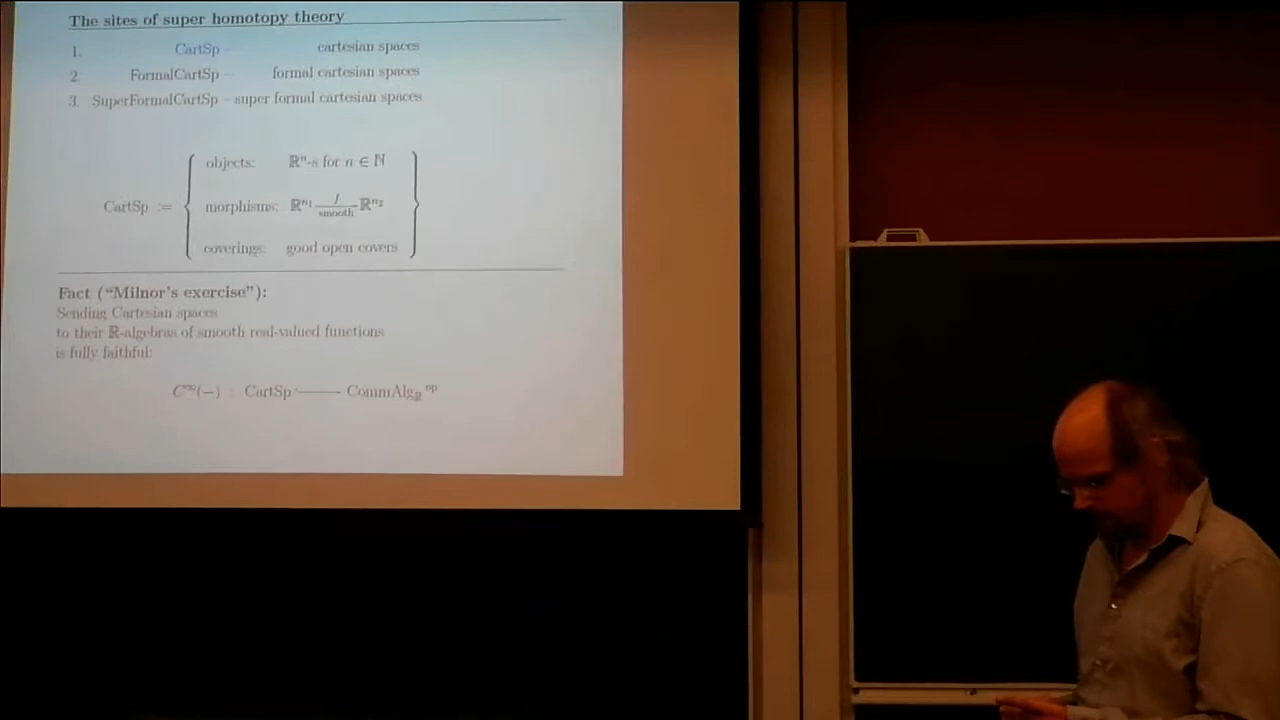 The sites of super homotopy theory
1. CartSp – cartesian spaces
2. FormalCartSp – formal cartesian spaces
3. SuperFormalCartSp – super formal cartesian spaces
objects: ℝⁿ-s for n ∈ ℕ
CartSp := { morphisms: ℝⁿ¹ —f/smooth— ℝⁿ² }
coverings: good open covers
Fact ("Milnor's exercise"):
Sending Cartesian spaces
to their ℝ-algebras of smooth real-valued functions
is fully faithful:
C^∞(−) : CartSp ——— CommAlg_ℝ^op